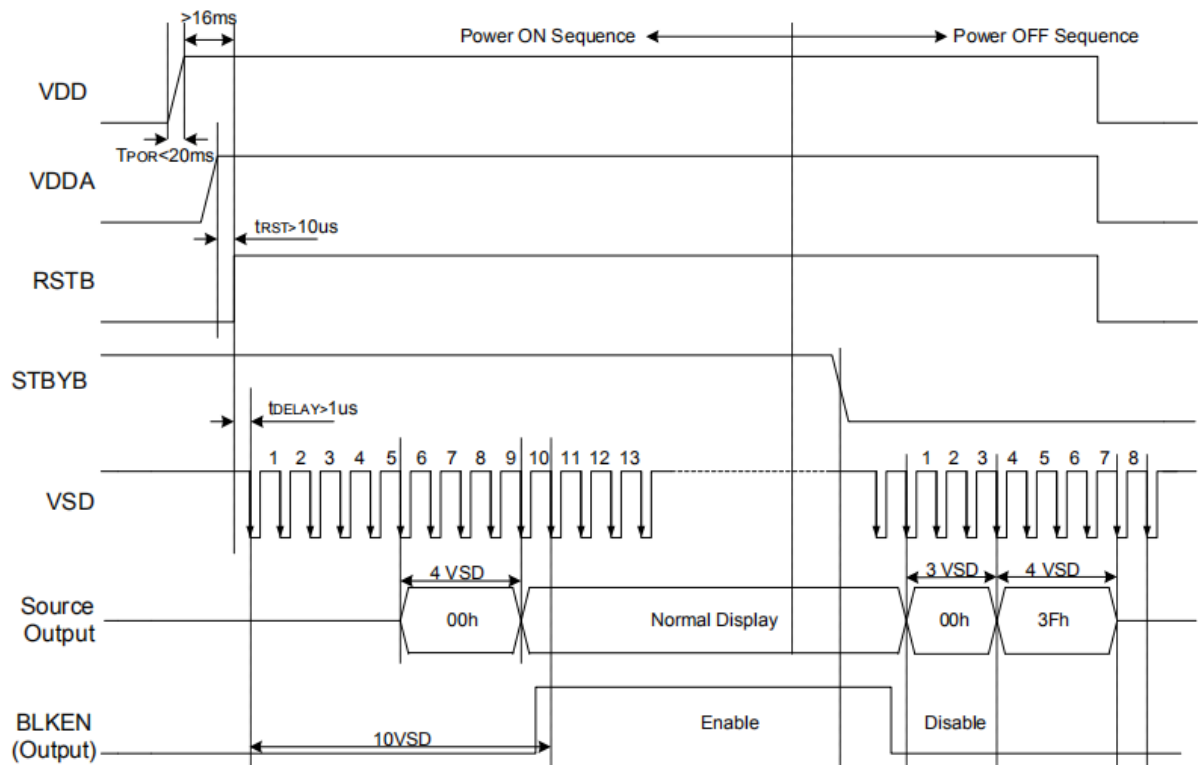 >16ms
Power ON Sequence
Power OFF Sequence
VDD
TPOR<20ms
VDDA
tRST>10us
RSTB
STBYB
tDELAY>1us
1 2 3 4 5 6 7 8 9 10 11 12 13
1 2 3 4 5 6 7 8
VSD
4 VSD
3 VSD
4 VSD
Source
Output
00h
Normal Display
00h
3Fh
BLKEN
(Output)
10VSD
Enable
Disable